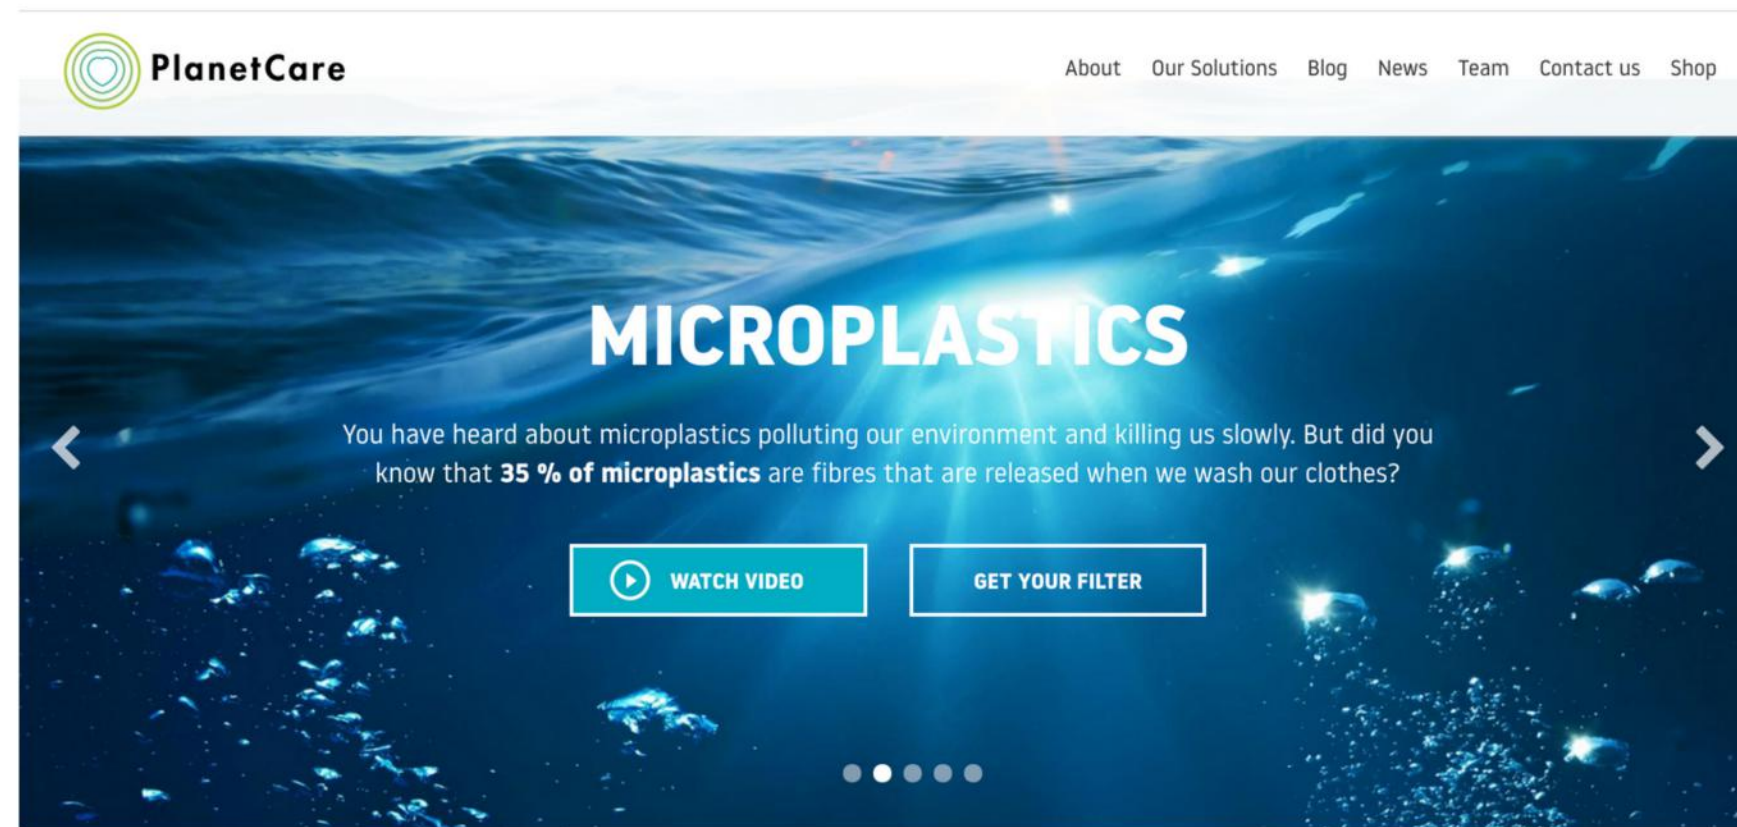 PlanetCare
About Our Solutions Blog News Team Contact us Shop
MICROPLASTICS
You have heard about microplastics polluting our environment and killing us slowly. But did you
know that 35 % of microplastics are fibres that are released when we wash our clothes?
WATCH VIDEO
GET YOUR FILTER